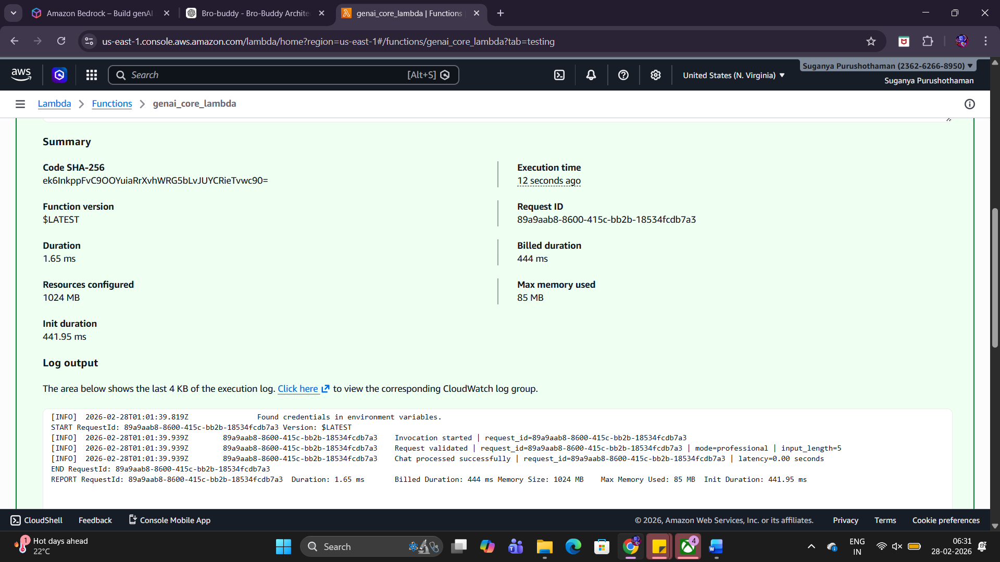 Amazon Bedrock – Build genAI
Bro-buddy - Bro-Buddy Archite
genai_core_lambda | Functions
us-east-1.console.aws.amazon.com/lambda/home?region=us-east-1#/functions/genai_core_lambda?tab=testing
aws
Search
[Alt+S]
United States (N. Virginia)
Suganya Purushothaman (2362-6266-8950)
Suganya Purushothaman
Lambda
Functions
genai_core_lambda
Summary
Code SHA-256
ek6InkppFvC9OOYuiaRrXvhWRG5bLvJUYCRieTvwc90=
Execution time
12 seconds ago
Function version
$LATEST
Request ID
89a9aab8-8600-415c-bb2b-18534fcdb7a3
Duration
1.65 ms
Billed duration
444 ms
Resources configured
1024 MB
Max memory used
85 MB
Init duration
441.95 ms
Log output
The area below shows the last 4 KB of the execution log. Click here to view the corresponding CloudWatch log group.
[INFO] 2026-02-28T01:01:39.819Z Found credentials in environment variables.
START RequestId: 89a9aab8-8600-415c-bb2b-18534fcdb7a3 Version: $LATEST
[INFO] 2026-02-28T01:01:39.939Z 89a9aab8-8600-415c-bb2b-18534fcdb7a3 Invocation started | request_id=89a9aab8-8600-415c-bb2b-18534fcdb7a3
[INFO] 2026-02-28T01:01:39.939Z 89a9aab8-8600-415c-bb2b-18534fcdb7a3 Request validated | request_id=89a9aab8-8600-415c-bb2b-18534fcdb7a3 | mode=professional | input_length=5
[INFO] 2026-02-28T01:01:39.939Z 89a9aab8-8600-415c-bb2b-18534fcdb7a3 Chat processed successfully | request_id=89a9aab8-8600-415c-bb2b-18534fcdb7a3 | latency=0.00 seconds
END RequestId: 89a9aab8-8600-415c-bb2b-18534fcdb7a3
REPORT RequestId: 89a9aab8-8600-415c-bb2b-18534fcdb7a3 Duration: 1.65 ms Billed Duration: 444 ms Memory Size: 1024 MB Max Memory Used: 85 MB Init Duration: 441.95 ms
CloudShell
Feedback
Console Mobile App
© 2026, Amazon Web Services, Inc. or its affiliates.
Privacy
Terms
Cookie preferences
1
Hot days ahead
22°C
Search
4
ENG
IN
06:31
28-02-2026